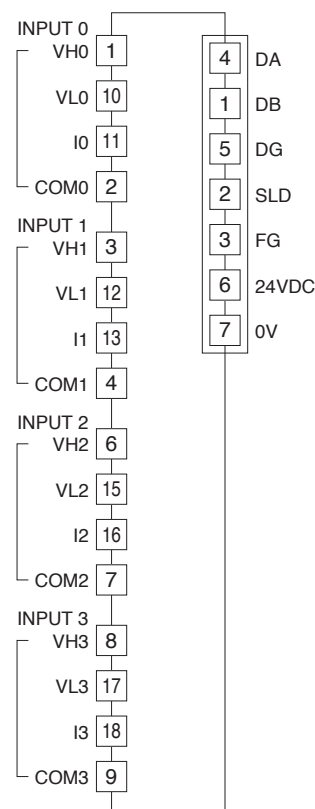 INPUT 0
VH0 1
VL0 10
I0 11
COM0 2
INPUT 1
VH1 3
VL1 12
I1 13
COM1 4
INPUT 2
VH2 6
VL2 15
I2 16
COM2 7
INPUT 3
VH3 8
VL3 17
I3 18
COM3 9
4 DA
1 DB
5 DG
2 SLD
3 FG
6 24VDC
7 0V